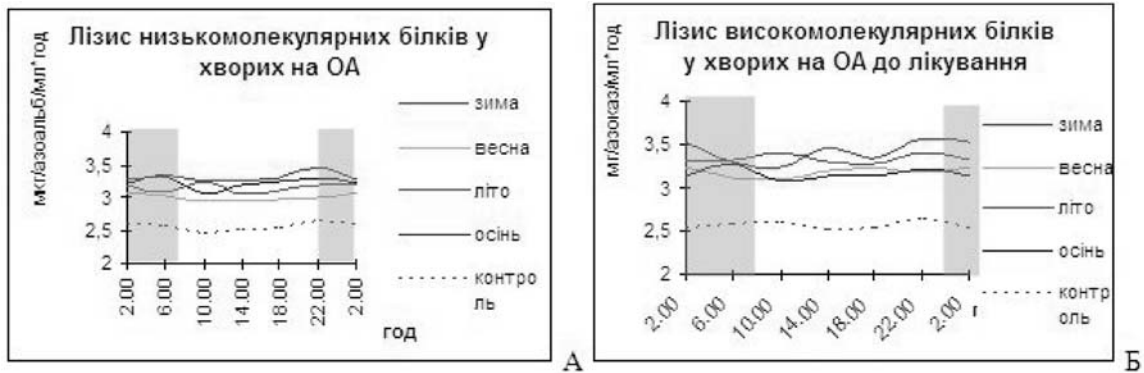 Лізис низькомолекулярних білків у
хворих на ОА
мкг/азоальб/мл*год
4
3,5
3
2,5
2
2.00
6.00
10.00
14.00
18.00
22.00
2.00
год
зима
весна
літо
осінь
контро
ль
А
Лізис високомолекулярних білків
у хворих на ОА до лікування
мг/азоказ/мл*год
4
3,5
3
2,5
2
2.00
6.00
10.00
14.00
18.00
22.00
2.00
г
зима
весна
літо
осінь
контр
оль
Б